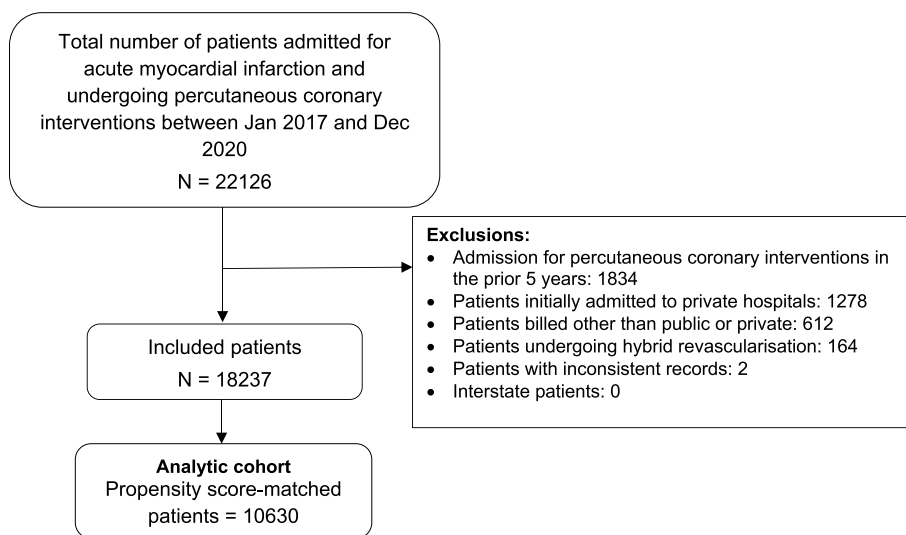 Total number of patients admitted for
acute myocardial infarction and
undergoing percutaneous coronary
interventions between Jan 2017 and Dec
2020
N = 22126
Exclusions:
• Admission for percutaneous coronary interventions in
the prior 5 years: 1834
• Patients initially admitted to private hospitals: 1278
• Patients billed other than public or private: 612
• Patients undergoing hybrid revascularisation: 164
• Patients with inconsistent records: 2
• Interstate patients: 0
Included patients
N = 18237
Analytic cohort
Propensity score-matched
patients = 10630